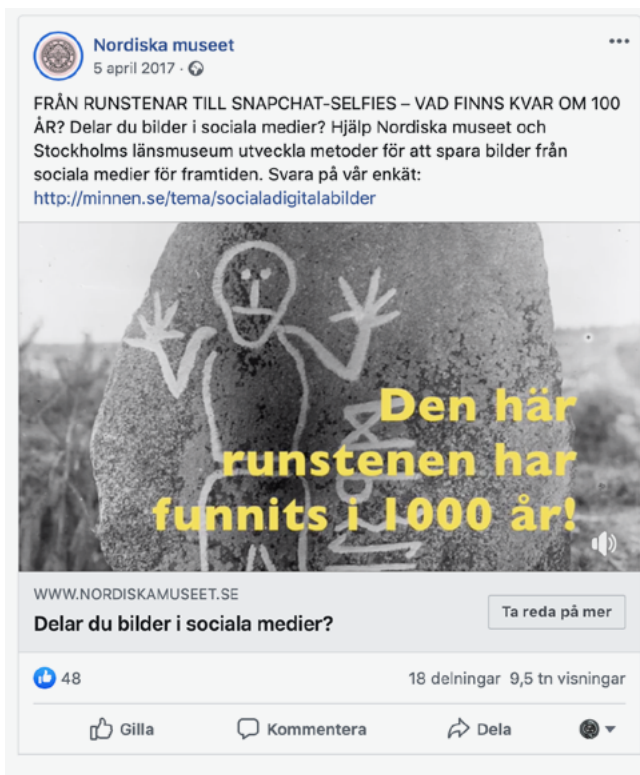 Nordiska museet
5 april 2017 ·
FRÅN RUNSTENAR TILL SNAPCHAT-SELFIES – VAD FINNS KVAR OM 100
ÅR? Delar du bilder i sociala medier? Hjälp Nordiska museet och
Stockholms länsmuseum utveckla metoder för att spara bilder från
sociala medier för framtiden. Svara på vår enkät:
http://minnen.se/tema/socialadigitalabilder
Den här
runstenen har
funnits i 1000 år!
WWW.NORDISKAMUSEET.SE
Delar du bilder i sociala medier?
Ta reda på mer
48
18 delningar 9,5 tn visningar
Gilla
Kommentera
Dela